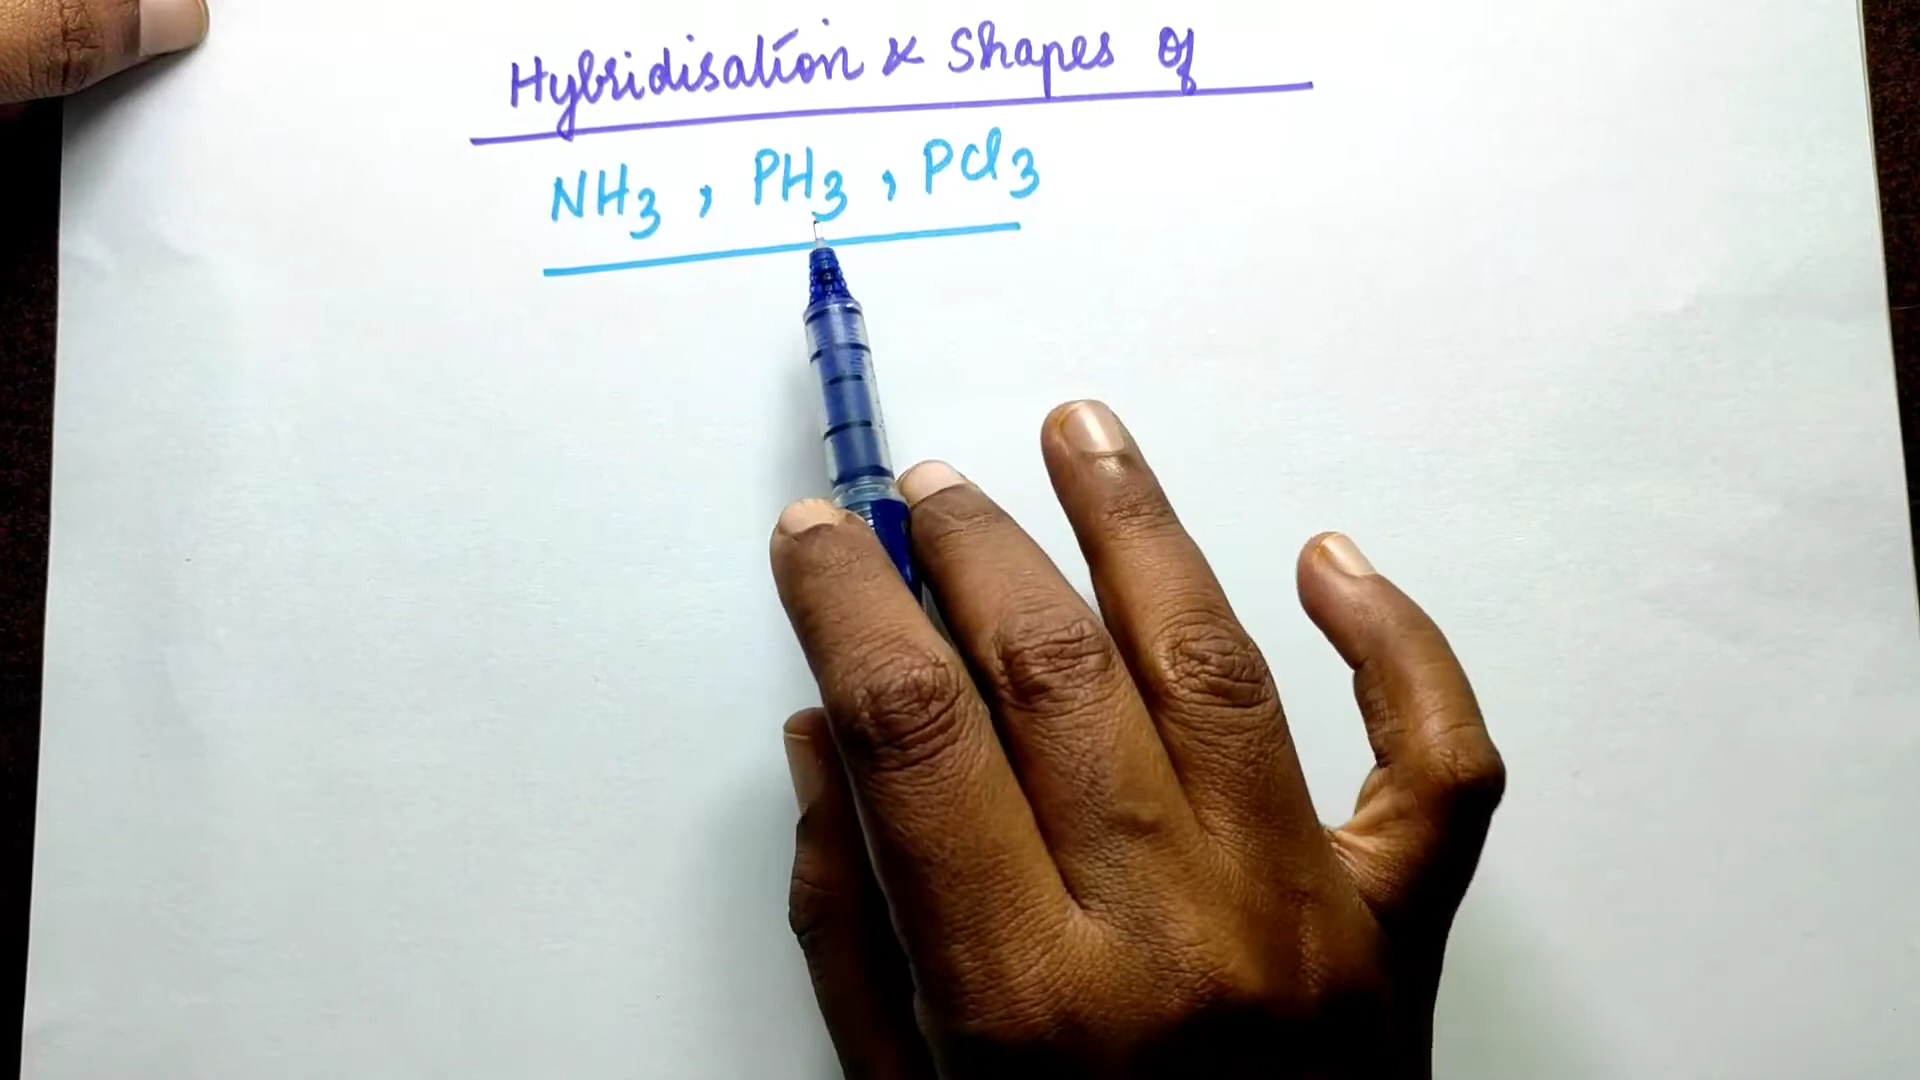 Hybridisation & Shapes of
NH3, PH3, PCl3